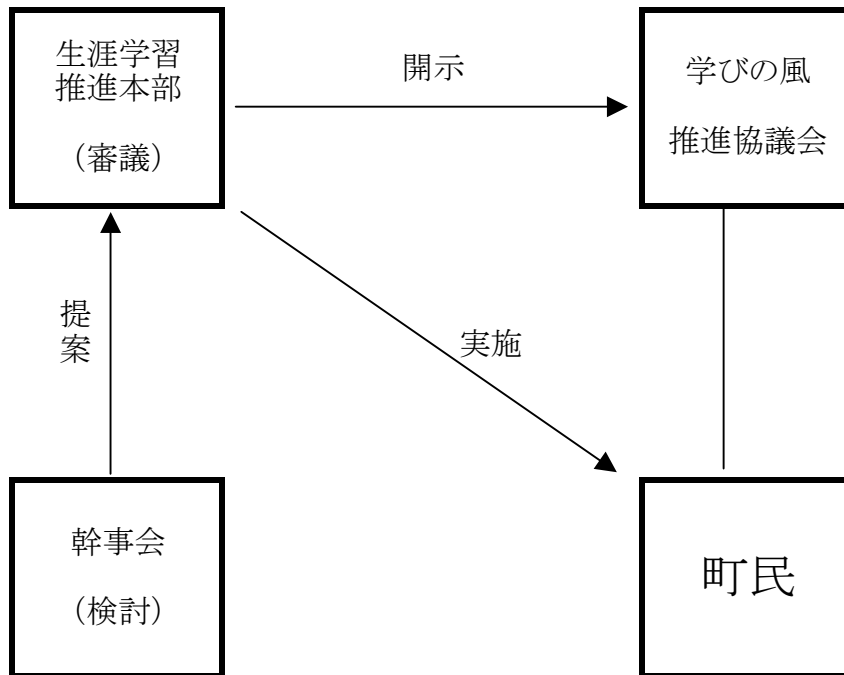 生涯学習
推進本部
（審議）
開示
学びの風
推進協議会
提案
実施
幹事会
（検討）
町民